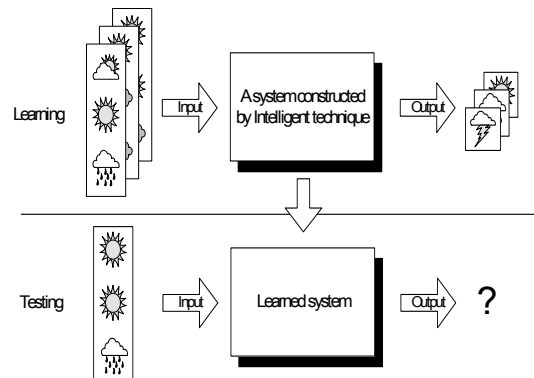 Learning
Input
A system constructed
by Intelligent technique
Output
Testing
Input
Learned system
Output
?